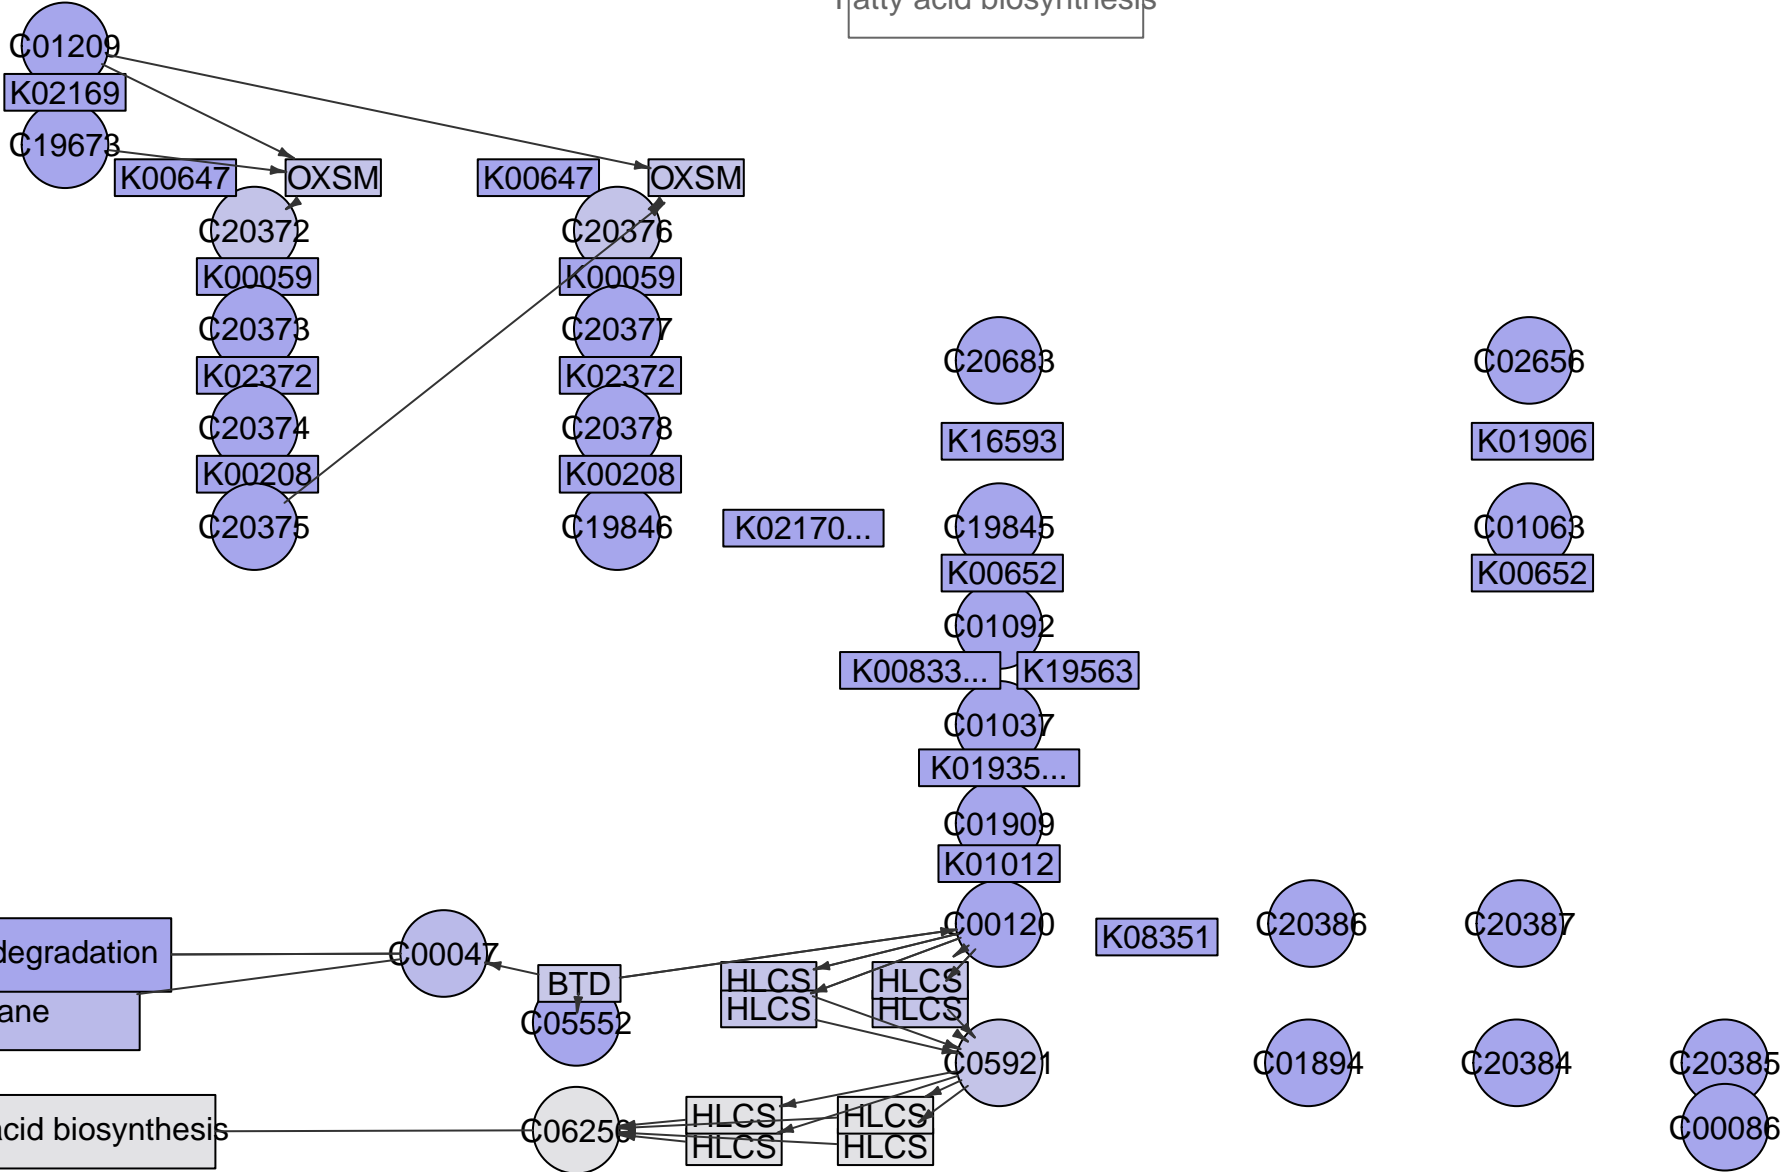 Fatty acid biosynthesis
C01209
K02169
C19673
K00647
OXSM
K00647
OXSM
C20372
C20376
K00059
K00059
C20373
C20377
C20683
C02656
K02372
K02372
C20374
C20378
K16593
K01906
K00208
K00208
C20375
C19846
K02170...
C19845
C01063
K00652
K00652
C01092
K00833...
K19563
C01037
K01935...
C01909
K01012
C00120
K08351
C20386
C20387
degradation
C00047
BTD
HLCS
HLCS
ane
HLCS
HLCS
C05552
C05921
C01894
C20384
C20385
HLCS
HLCS
acid biosynthesis
C06250
C00086
HLCS
HLCS